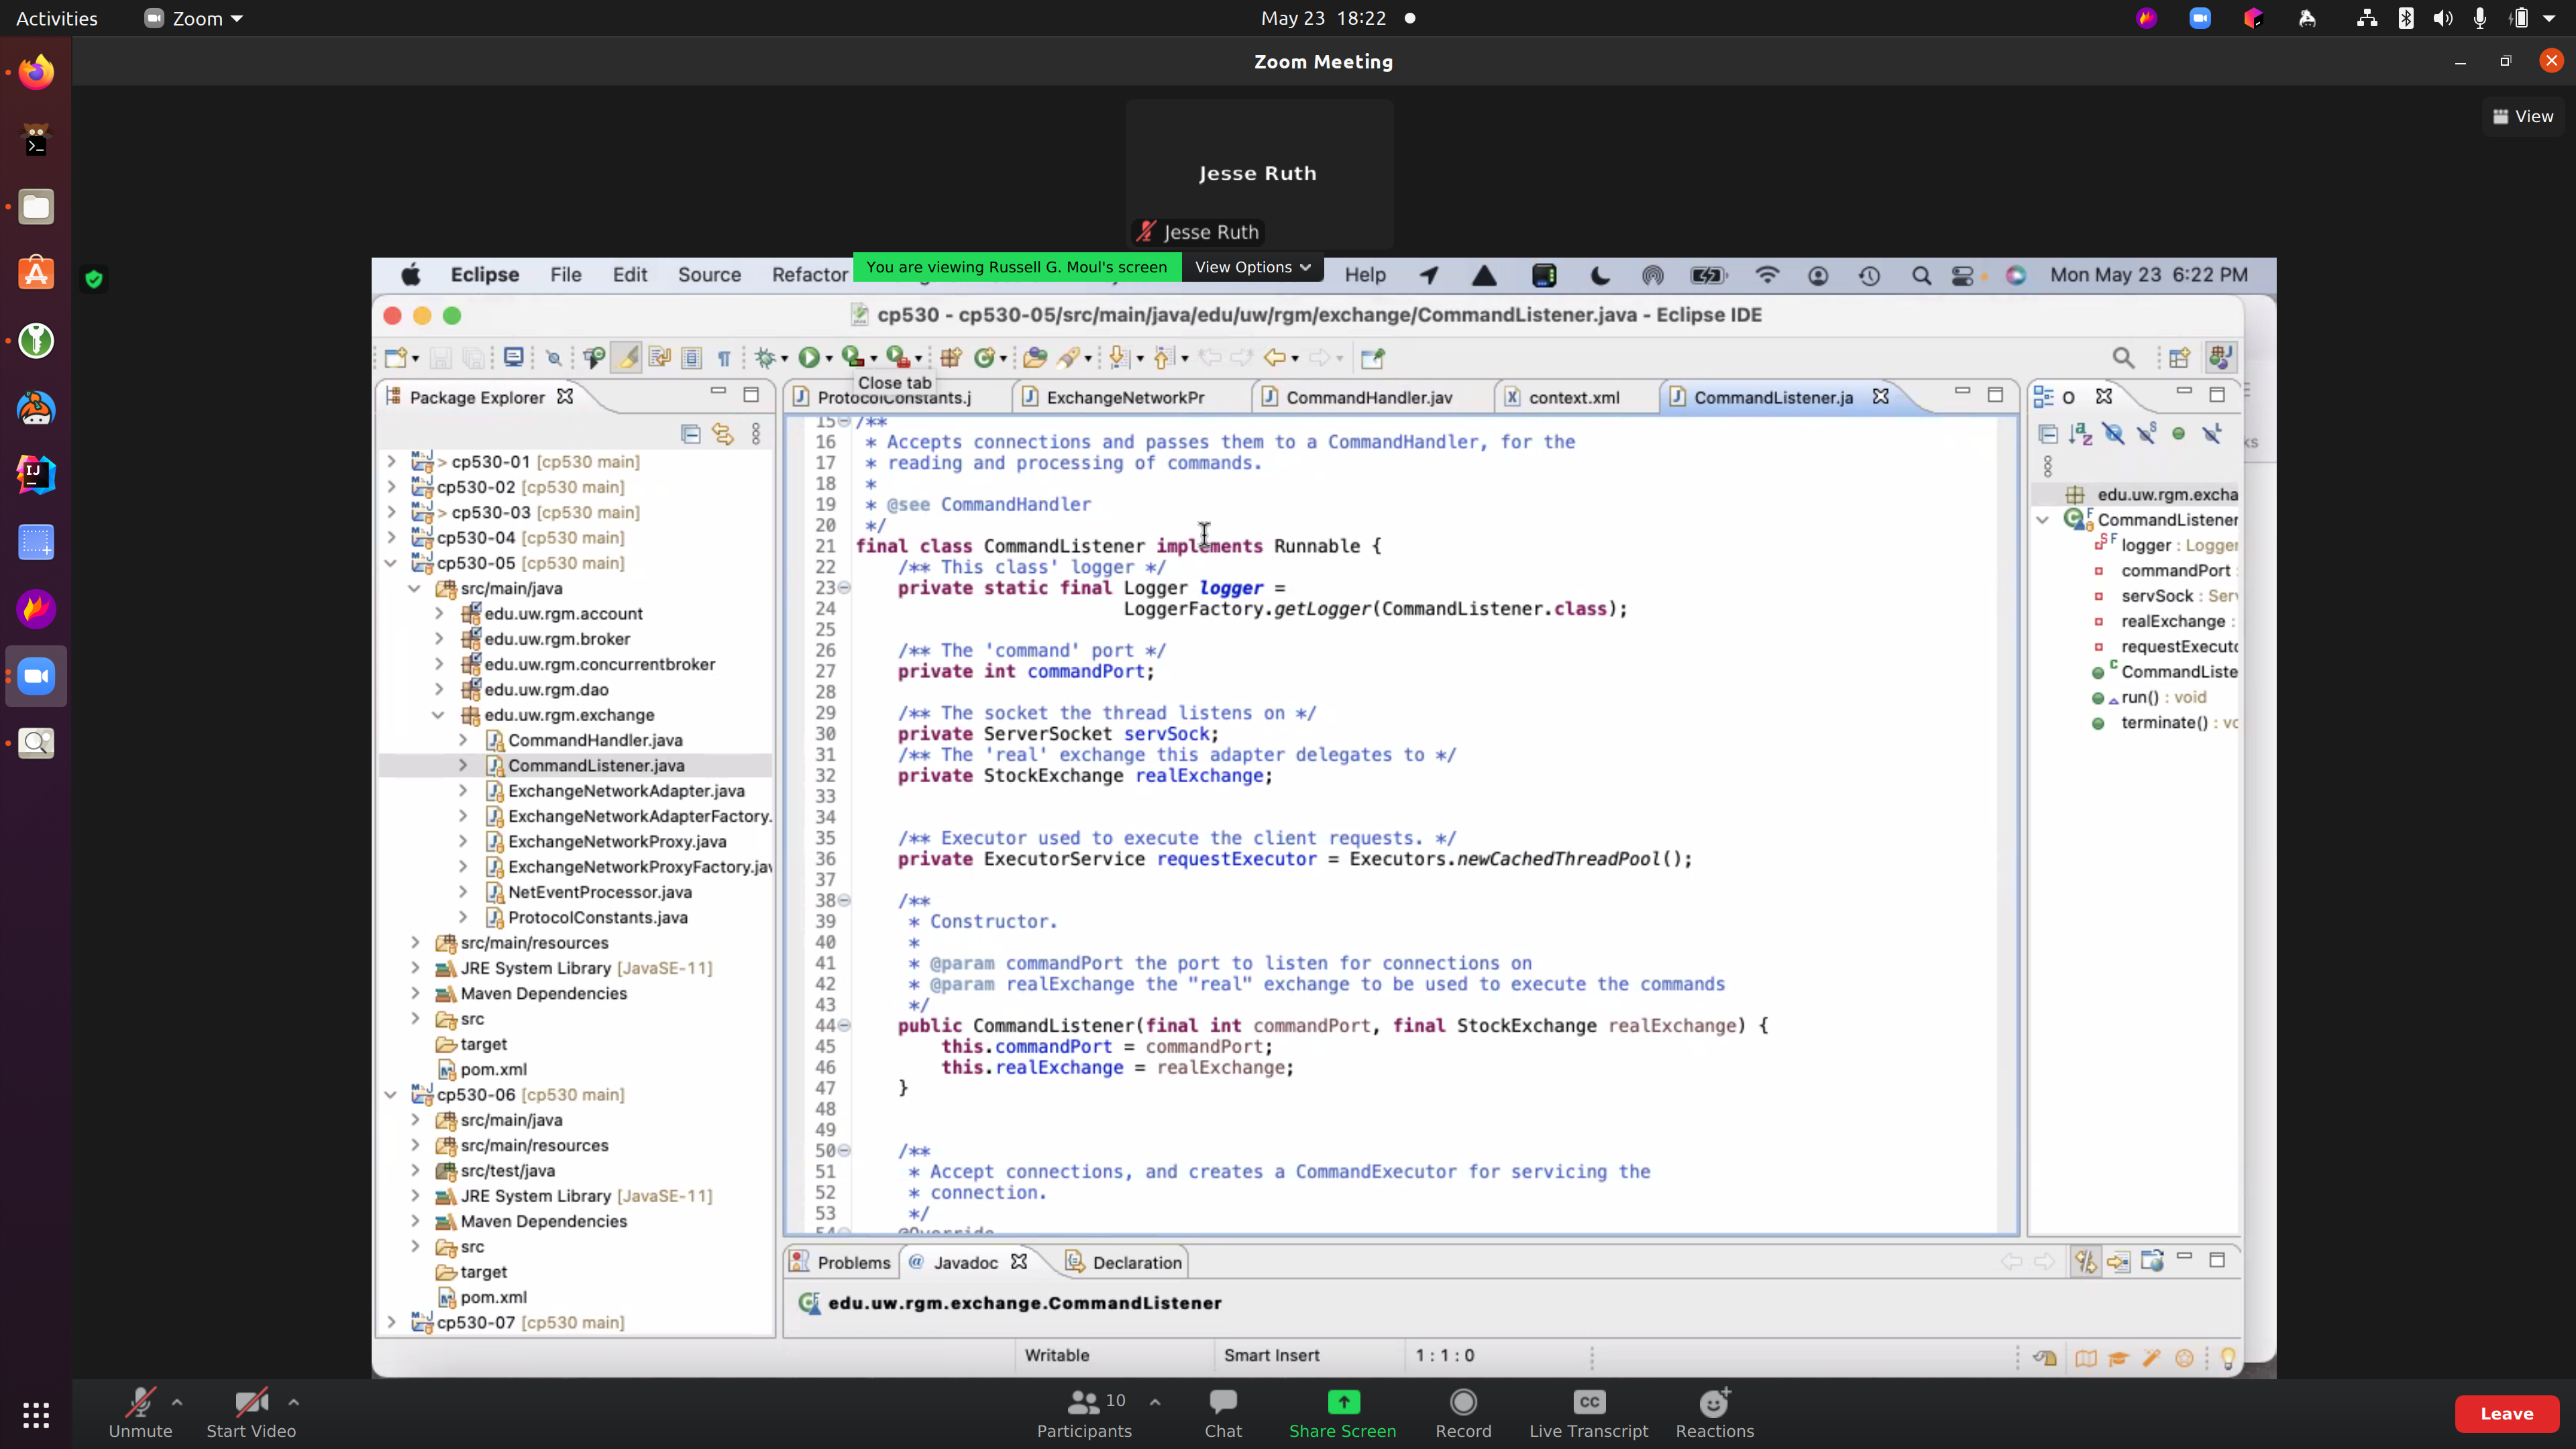 Activities
Zoom
May 23 18:22
Zoom Meeting
View
Jesse Ruth
Jesse Ruth
You are viewing Russell G. Moul's screen
View Options
Eclipse File Edit Source Refactor Help Mon May 23 6:22 PM
cp530 - cp530-05/src/main/java/edu/uw/rgm/exchange/CommandListener.java - Eclipse IDE
Close tab
Package Explorer
ProtocolConstants.j
ExchangeNetworkPr
CommandHandler.jav
context.xml
CommandListener.ja
O
> cp530-01 [cp530 main]
cp530-02 [cp530 main]
> cp530-03 [cp530 main]
cp530-04 [cp530 main]
cp530-05 [cp530 main]
src/main/java
edu.uw.rgm.account
edu.uw.rgm.broker
edu.uw.rgm.concurrentbroker
edu.uw.rgm.dao
edu.uw.rgm.exchange
CommandHandler.java
CommandListener.java
ExchangeNetworkAdapter.java
ExchangeNetworkAdapterFactory.
ExchangeNetworkProxy.java
ExchangeNetworkProxyFactory.jav
NetEventProcessor.java
ProtocolConstants.java
src/main/resources
JRE System Library [JavaSE-11]
Maven Dependencies
src
target
pom.xml
cp530-06 [cp530 main]
src/main/java
src/main/resources
src/test/java
JRE System Library [JavaSE-11]
Maven Dependencies
src
target
pom.xml
cp530-07 [cp530 main]
15 /**
16 * Accepts connections and passes them to a CommandHandler, for the
17 * reading and processing of commands.
18 *
19 * @see CommandHandler
20 */
21 final class CommandListener implements Runnable {
22 /** This class' logger */
23 private static final Logger logger =
24 LoggerFactory.getLogger(CommandListener.class);
25
26 /** The 'command' port */
27 private int commandPort;
28
29 /** The socket the thread listens on */
30 private ServerSocket servSock;
31 /** The 'real' exchange this adapter delegates to */
32 private StockExchange realExchange;
33
34
35 /** Executor used to execute the client requests. */
36 private ExecutorService requestExecutor = Executors.newCachedThreadPool();
37
38 /**
39 * Constructor.
40 *
41 * @param commandPort the port to listen for connections on
42 * @param realExchange the "real" exchange to be used to execute the commands
43 */
44 public CommandListener(final int commandPort, final StockExchange realExchange) {
45 this.commandPort = commandPort;
46 this.realExchange = realExchange;
47 }
48
49
50 /**
51 * Accept connections, and creates a CommandExecutor for servicing the
52 * connection.
53 */
54 @Override
edu.uw.rgm.excha
CommandListener
logger : Logger
commandPort :
servSock : Serv
realExchange :
requestExecuto
CommandListe
run() : void
terminate() : vo
Problems
@ Javadoc
Declaration
edu.uw.rgm.exchange.CommandListener
Writable
Smart Insert
1 : 1 : 0
Unmute
Start Video
10
Participants
Chat
Share Screen
Record
CC
Live Transcript
Reactions
Leave